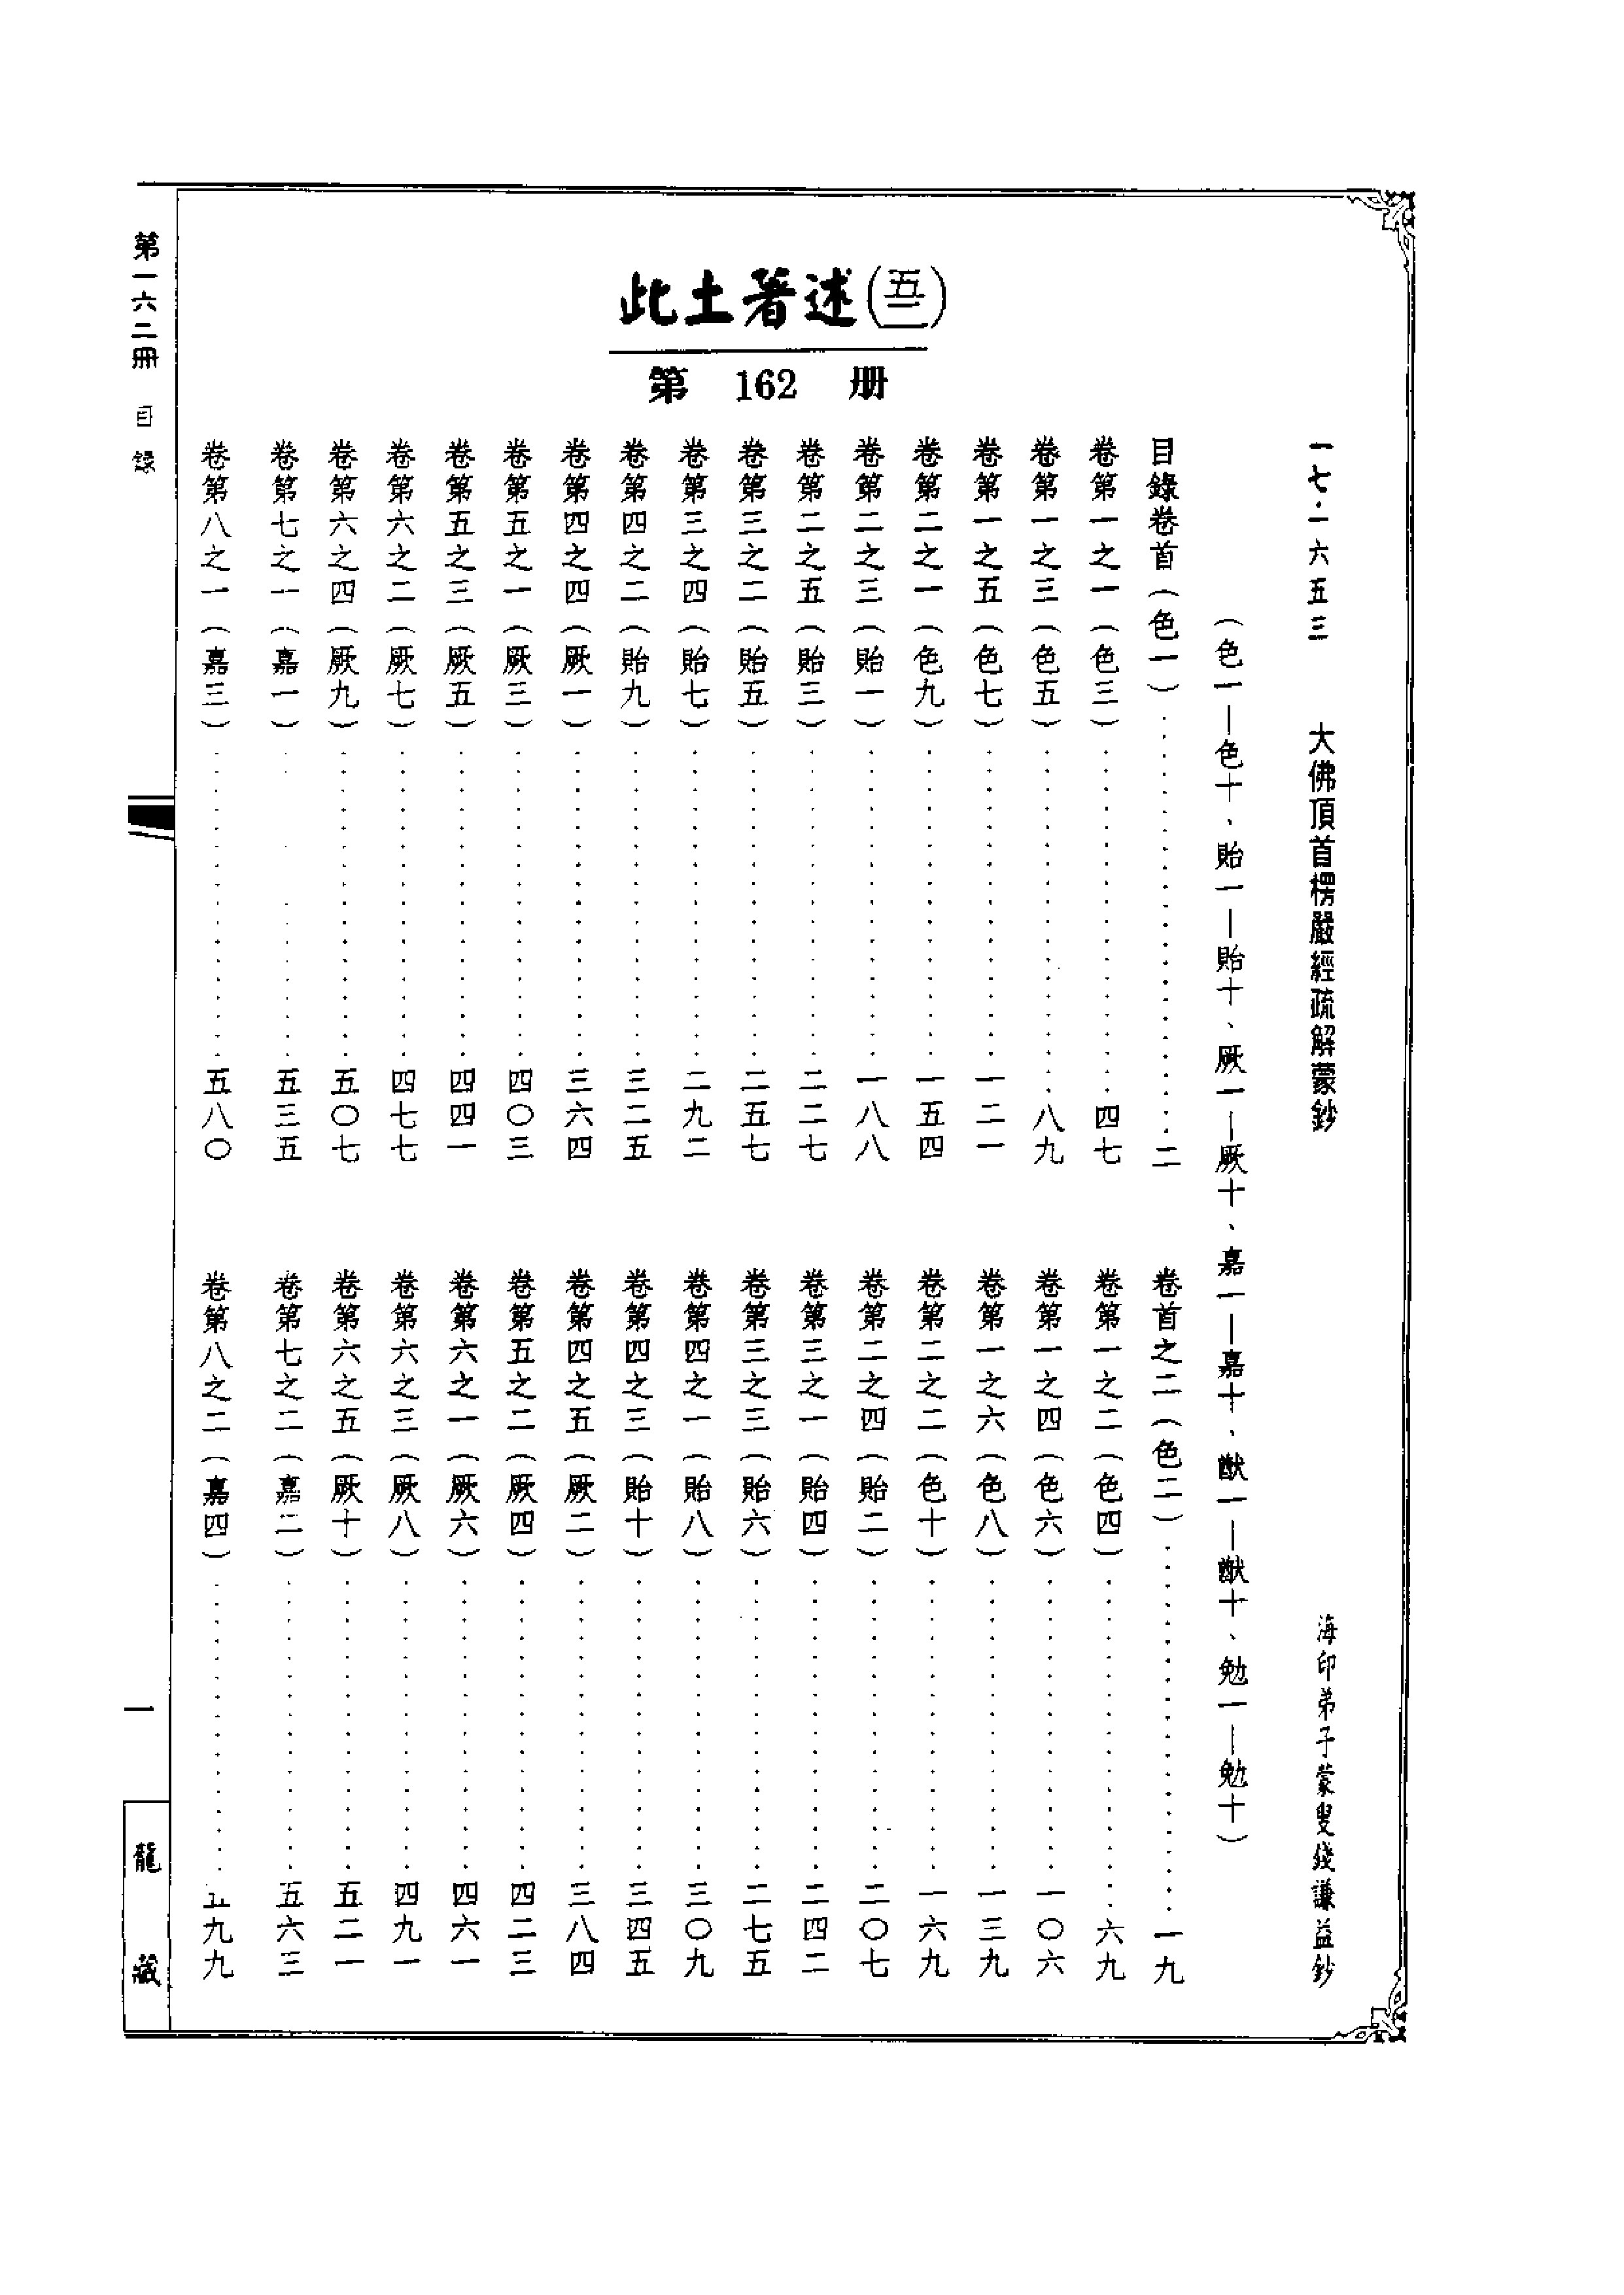 此土著述(五二)
第 162 册
一七·一六五三 大佛頂首楞嚴經疏解蒙鈔 海印弟子蒙叟錢謙益鈔
（色一—色十、貽一—貽十、厥一—厥十、嘉一—嘉十、猷一—猷十、勉一—勉十）
目錄卷首（色一）……二 卷首之二（色二）……一九
卷第一之一（色三）……四七 卷第一之二（色四）……六九
卷第一之三（色五）……八九 卷第一之四（色六）……一〇六
卷第一之五（色七）……一二一 卷第一之六（色八）……一三九
卷第二之一（色九）……一五四 卷第二之二（色十）……一六九
卷第二之三（貽一）……一八八 卷第二之四（貽二）……二〇七
卷第二之五（貽三）……二二七 卷第三之一（貽四）……二四二
卷第三之二（貽五）……二五七 卷第三之三（貽六）……二七五
卷第三之四（貽七）……二九二 卷第四之一（貽八）……三〇九
卷第四之二（貽九）……三二五 卷第四之三（貽十）……三四五
卷第四之四（厥一）……三六四 卷第四之五（厥二）……三八四
卷第五之一（厥三）……四〇三 卷第五之二（厥四）……四二三
卷第五之三（厥五）……四四一 卷第六之一（厥六）……四六一
卷第六之二（厥七）……四七七 卷第六之三（厥八）……四九一
卷第六之四（厥九）……五〇七 卷第六之五（厥十）……五二一
卷第七之一（嘉一）……五三五 卷第七之二（嘉二）……五六三
卷第八之一（嘉三）……五八〇 卷第八之二（嘉四）……五九九
第一六二冊 目錄
一
龍藏